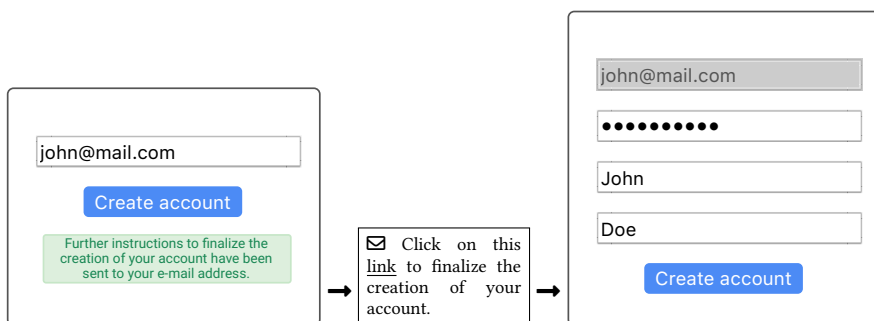 john@mail.com
Create account
Further instructions to finalize the
creation of your account have been
sent to your e-mail address.
Click on this
link to finalize the
creation of your
account.
john@mail.com
●●●●●●●●●●
John
Doe
Create account